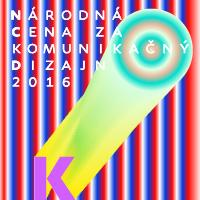 NÁRODNÁ
CENA ZA
KOMUNIKAČNÝ
DIZAJN
2016
K